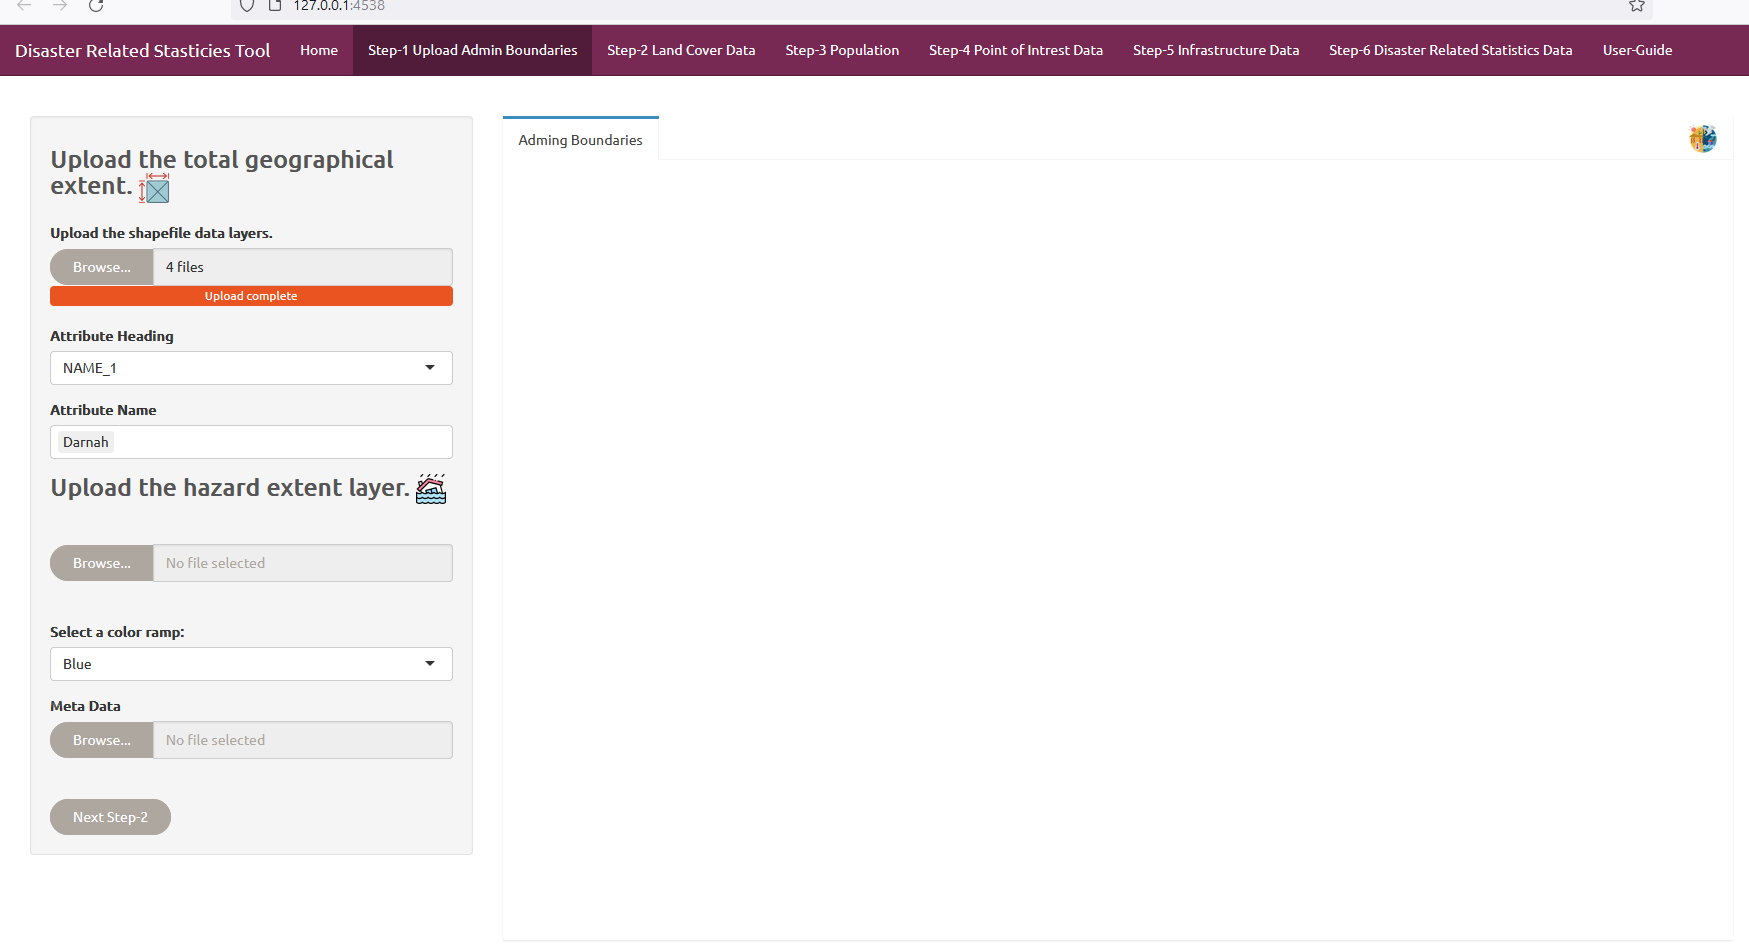 127.0.0.1:4538
Disaster Related Stasticies Tool Home Step-1 Upload Admin Boundaries Step-2 Land Cover Data Step-3 Population Step-4 Point of Intrest Data Step-5 Infrastructure Data Step-6 Disaster Related Statistics Data User-Guide
Adming Boundaries
Upload the total geographical
extent.
Upload the shapefile data layers.
Browse... 4 files
Upload complete
Attribute Heading
NAME_1
Attribute Name
Darnah
Upload the hazard extent layer.
Browse... No file selected
Select a color ramp:
Blue
Meta Data
Browse... No file selected
Next Step-2